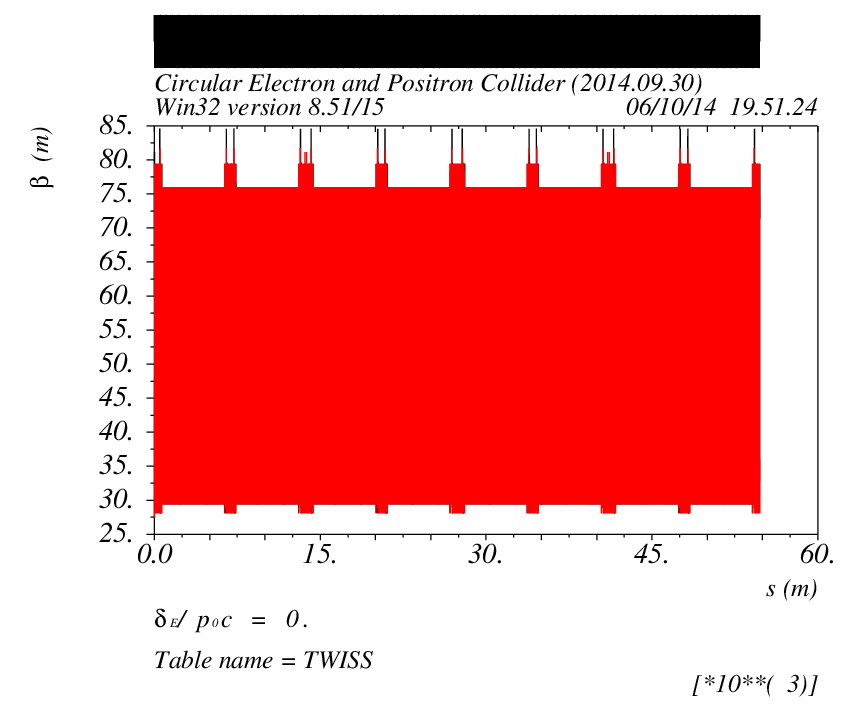 Circular Electron and Positron Collider (2014.09.30)
Win32 version 8.51/15 06/10/14 19.51.24
β (m)
85.
80.
75.
70.
65.
60.
55.
50.
45.
40.
35.
30.
25.
0.0 15. 30. 45. 60.
s (m)
δE/ p0c = 0.
Table name = TWISS
[*10**( 3)]